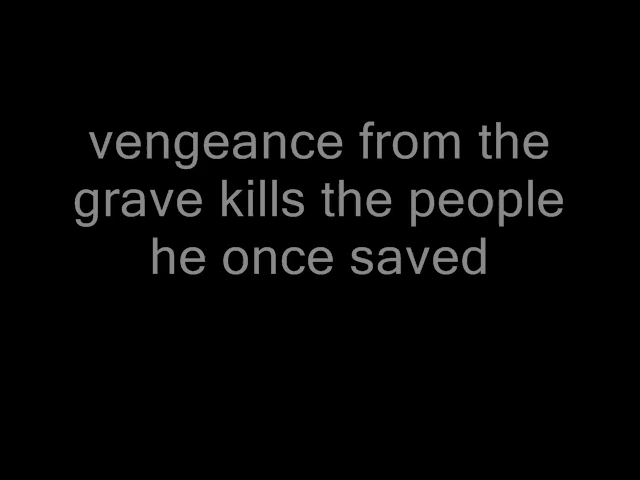 vengeance from the
grave kills the people
he once saved